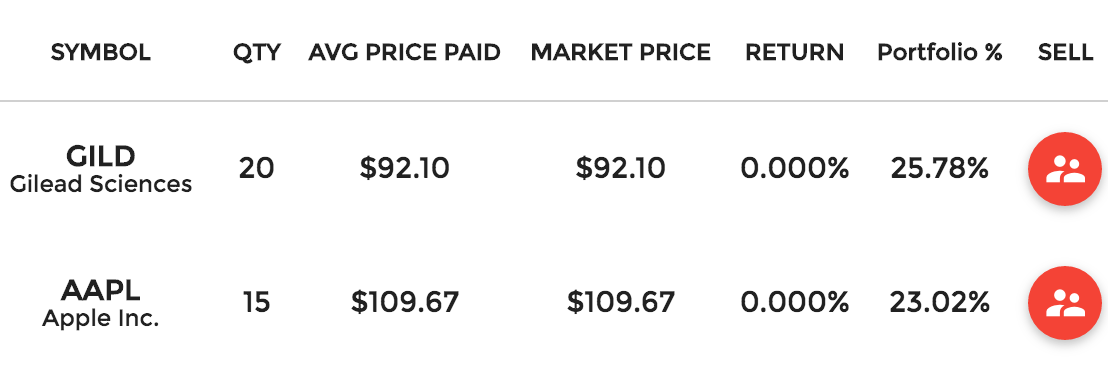 SYMBOL QTY AVG PRICE PAID MARKET PRICE RETURN Portfolio % SELL
GILD
Gilead Sciences
20 $92.10 $92.10 0.000% 25.78%
AAPL
Apple Inc.
15 $109.67 $109.67 0.000% 23.02%